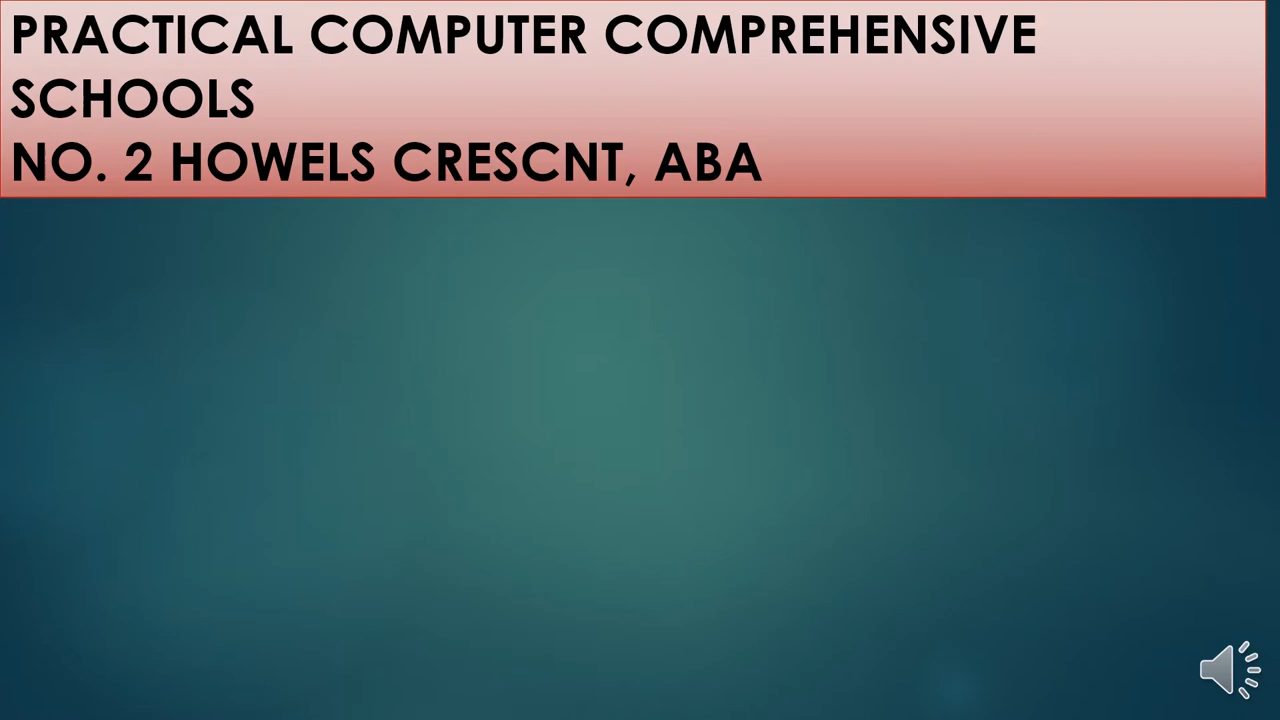 PRACTICAL COMPUTER COMPREHENSIVE
SCHOOLS
NO. 2 HOWELS CRESCNT, ABA